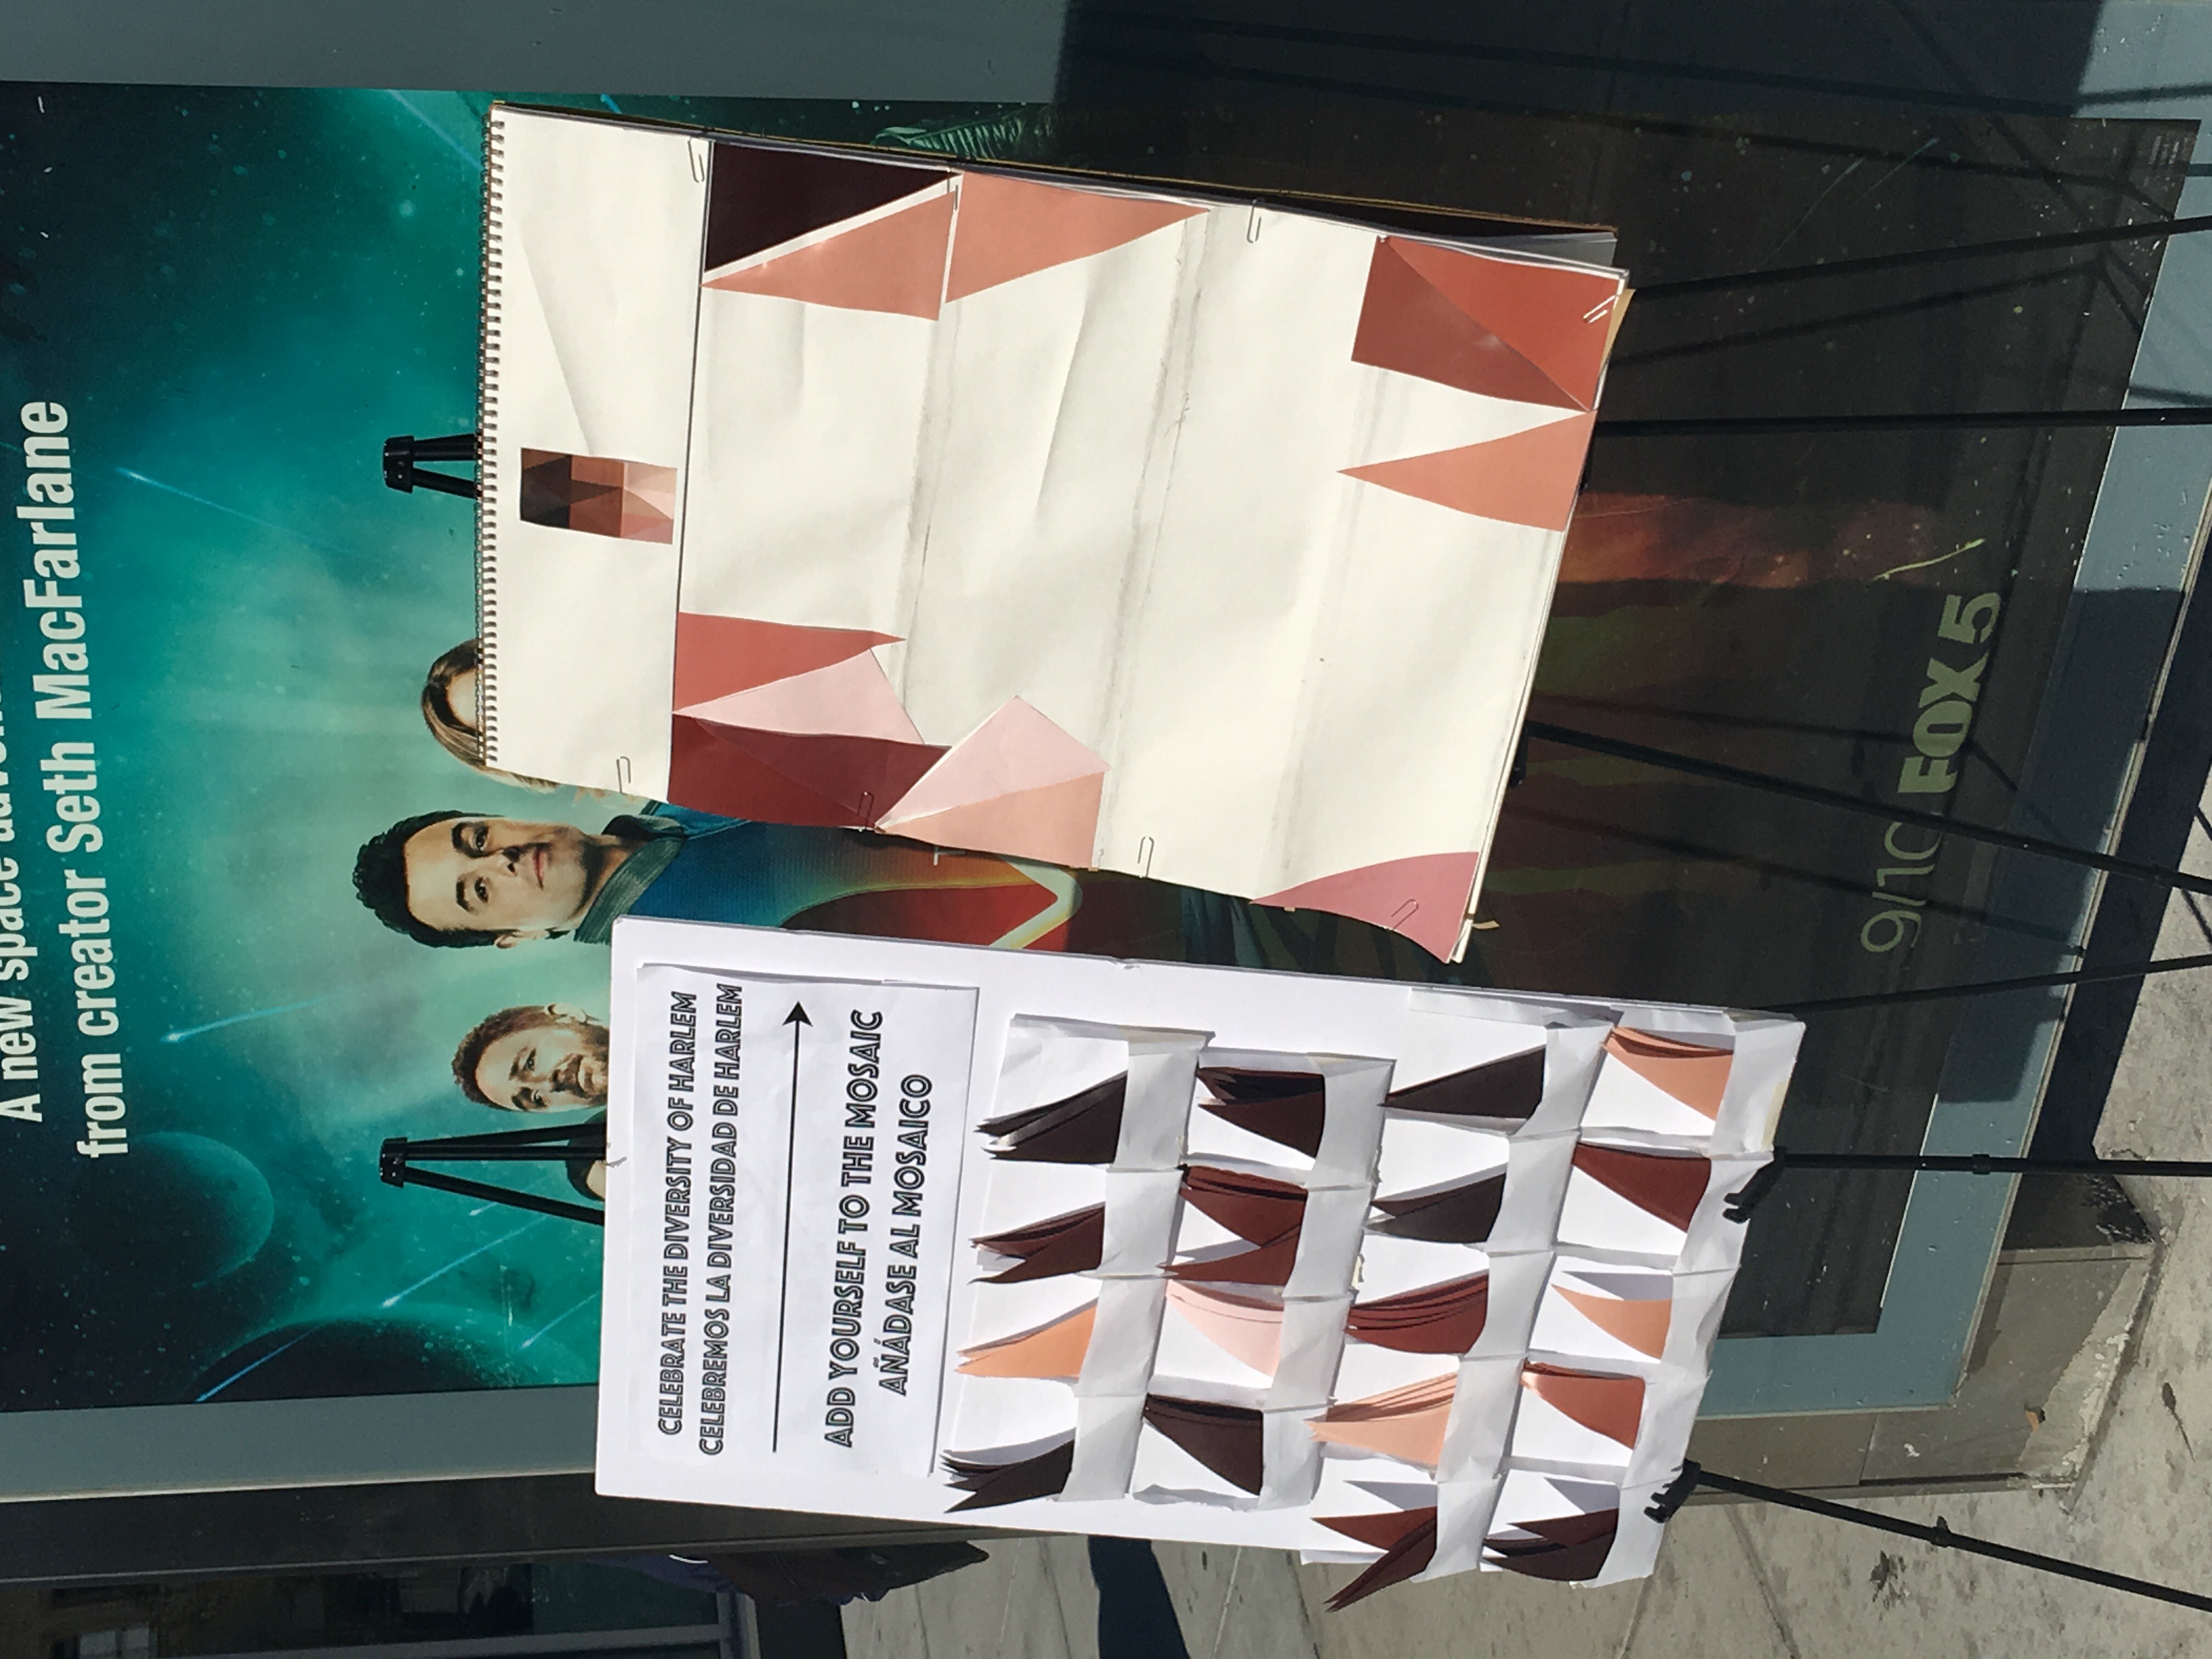 A new space
from creator Seth MacFarlane
CELEBRATE THE DIVERSITY OF HARLEM
CELEBREMOS LA DIVERSIDAD DE HARLEM
ADD YOURSELF TO THE MOSAIC
AÑÁDASE AL MOSAICO
9/10 FOX 5